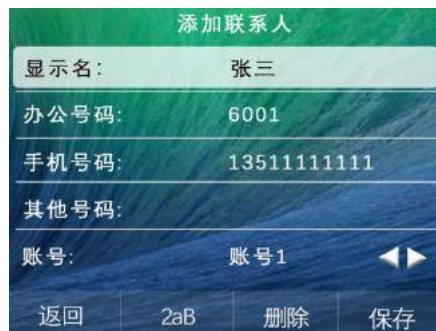 添加联系人
显示名: 张三
办公号码: 6001
手机号码: 13511111111
其他号码:
账号: 账号1
返回 2aB 删除 保存